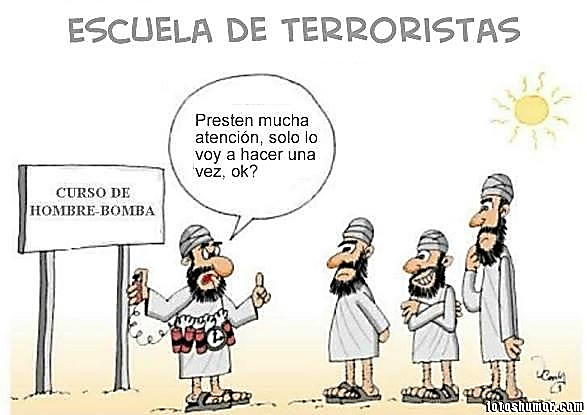 ESCUELA DE TERRORISTAS
Presten mucha
atención, solo lo
voy a hacer una
vez, ok?
CURSO DE
HOMBRE-BOMBA
fotoshumor.com